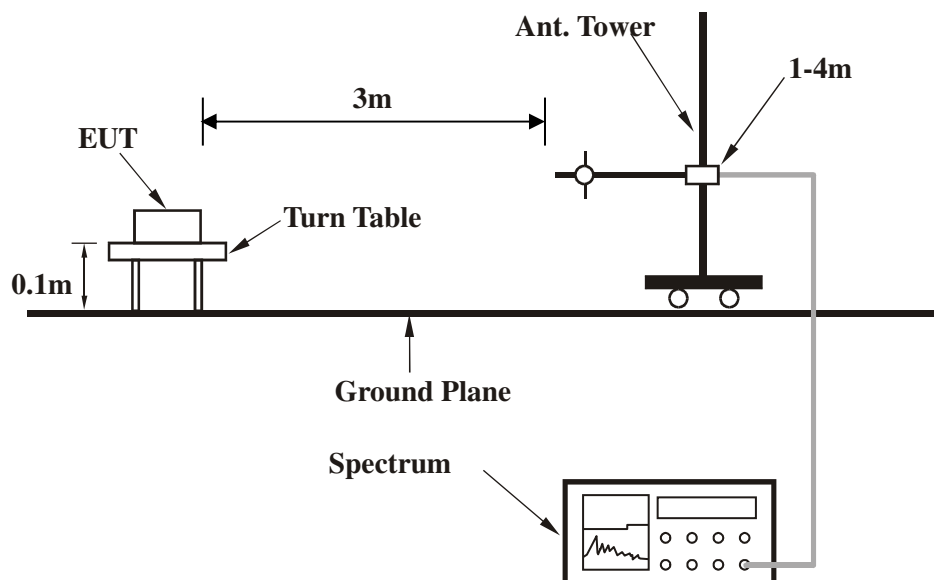 Ant. Tower
1-4m
3m
EUT
Turn Table
0.1m
Ground Plane
Spectrum